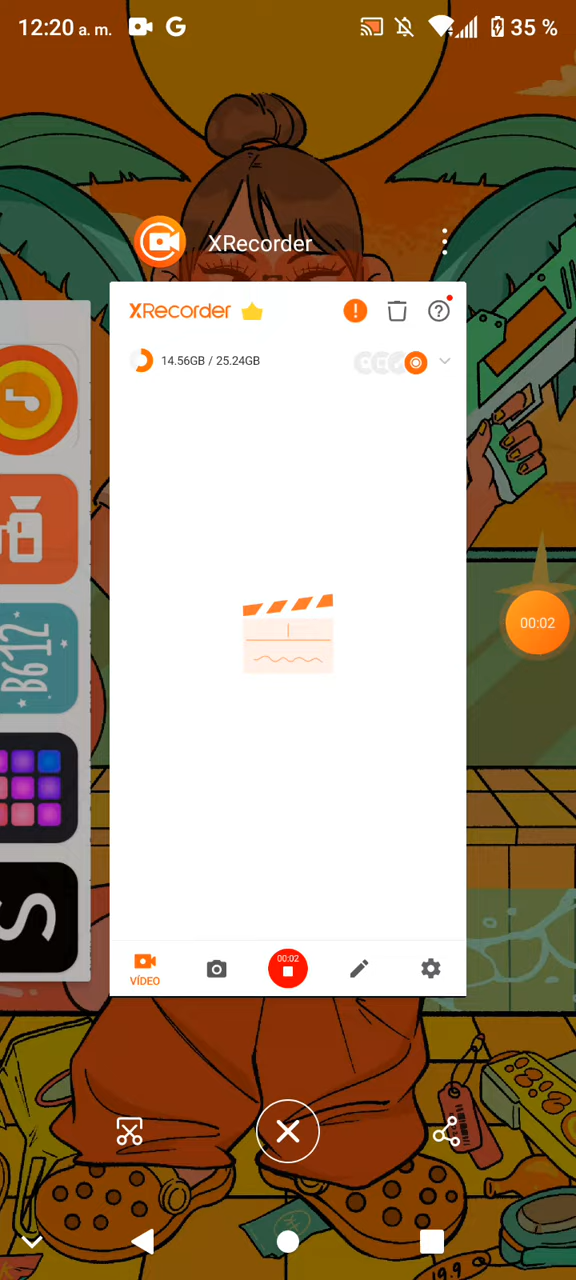 12:20 a. m.
35 %
XRecorder
XRecorder
14.56GB / 25.24GB
B612
00:02
S
00:02
VÍDEO
19.9